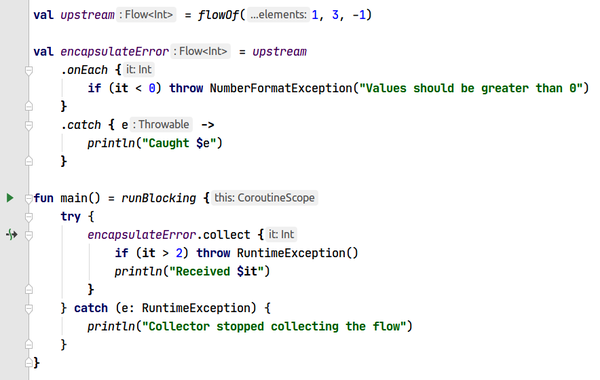 val upstream: Flow<Int> = flowOf( ...elements: 1, 3, -1)
val encapsulateError: Flow<Int> = upstream
.onEach { it: Int
if (it < 0) throw NumberFormatException("Values should be greater than 0")
}
.catch { e: Throwable ->
println("Caught $e")
}
fun main() = runBlocking { this: CoroutineScope
try {
encapsulateError.collect { it: Int
if (it > 2) throw RuntimeException()
println("Received $it")
}
} catch (e: RuntimeException) {
println("Collector stopped collecting the flow")
}
}